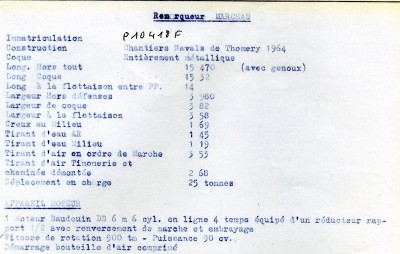 Remorqueur MARCEAU
Immatriculation P10418F
Construction Chantiers Navals de Thomery 1964
Coque Entièrement métallique
Long. Hors tout 15 470 (avec genoux)
Long Coque 15 32
Long à la flottaison entre PP. 14
Largeur Hors défenses 3 980
Largeur de coque 3 82
Largeur à la flottaison 3 58
Creux au Milieu 1 69
Tirant d'eau AR 1 45
Tirant d'eau Milieu 1 19
Tirant d'air en ordre de Marche 3 53
Tirant d'air Timonerie et
cheminée démontée 2 68
Déplacement en charge 25 tonnes
APPAREIL MOTEUR
1 Moteur Baudouin DB 6 m 6 cyl. en ligne 4 temps équipé d'un réducteur rap-
port 1/2 avec renversement de marche et embrayage
Vitesse de rotation 900 tm - Puissance 90 cv.
Démarrage bouteille d'air comprimé